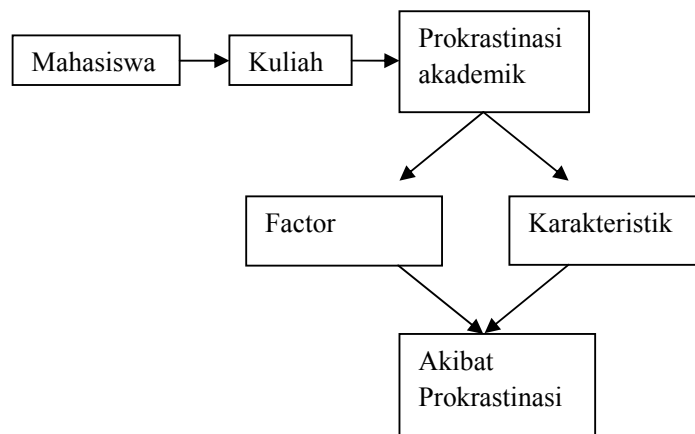 Mahasiswa
Kuliah
Prokrastinasi
akademik
Factor
Karakteristik
Akibat
Prokrastinasi